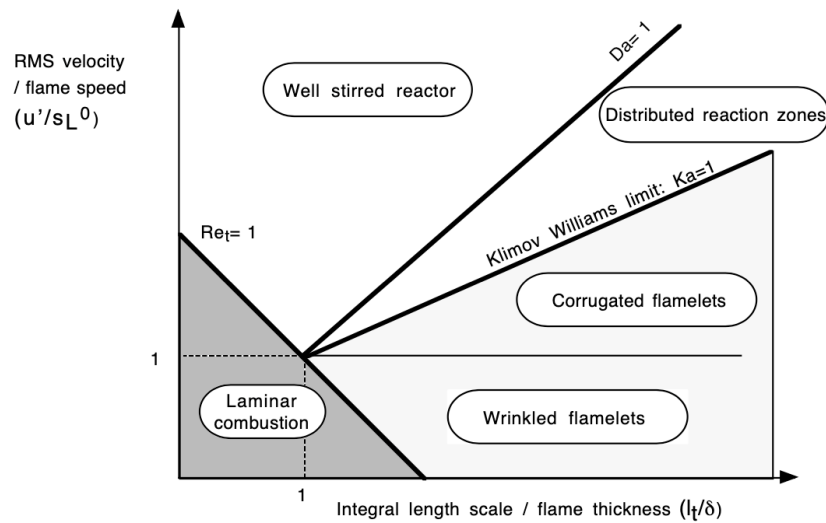 RMS velocity
/ flame speed
(u'/sL⁰)
Well stirred reactor
Da= 1
Distributed reaction zones
Klimov Williams limit: Ka=1
Ret= 1
Corrugated flamelets
1
Laminar
combustion
Wrinkled flamelets
1
Integral length scale / flame thickness (lt/δ)